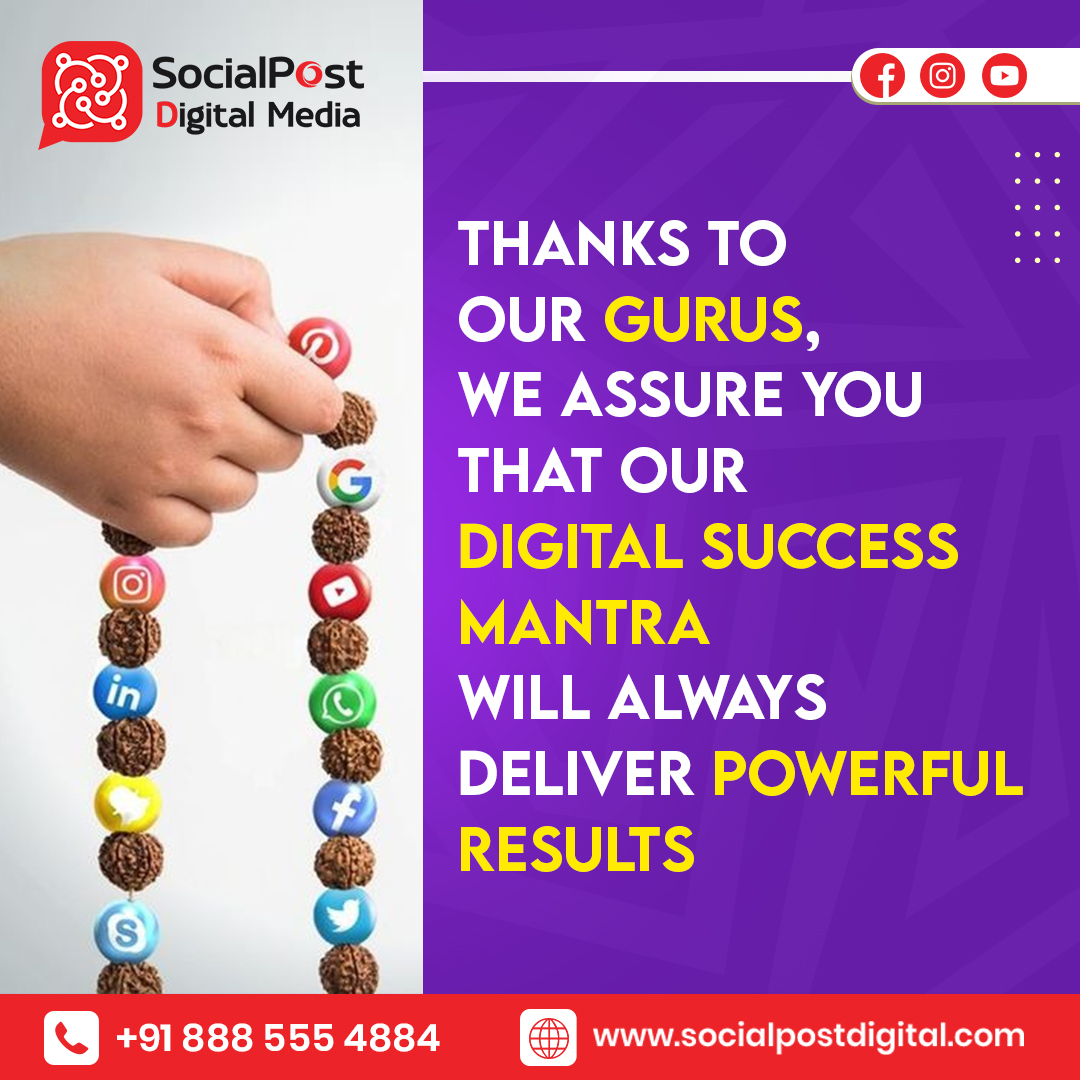 SocialPost
Digital Media
THANKS TO
OUR GURUS,
WE ASSURE YOU
THAT OUR
DIGITAL SUCCESS
MANTRA
WILL ALWAYS
DELIVER POWERFUL
RESULTS
in
+91 888 555 4884
www.socialpostdigital.com